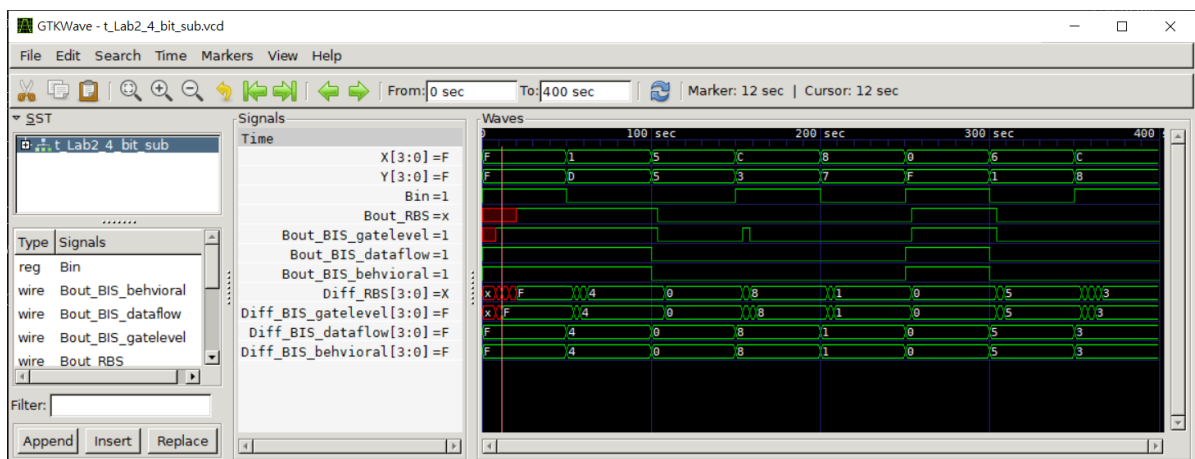 GTKWave - t_Lab2_4_bit_sub.vcd
File Edit Search Time Markers View Help
From: 0 sec To: 400 sec Marker: 12 sec | Cursor: 12 sec
SST
t_Lab2_4_bit_sub
Type Signals
reg Bin
wire Bout_BIS_behvioral
wire Bout_BIS_dataflow
wire Bout_BIS_gatelevel
wire Bout_RBS
Filter:
Append Insert Replace
Signals
Time
X[3:0] =F
Y[3:0] =F
Bin =1
Bout_RBS =x
Bout_BIS_gatelevel =1
Bout_BIS_dataflow =1
Bout_BIS_behvioral =1
Diff_RBS[3:0] =X
Diff_BIS_gatelevel[3:0] =F
Diff_BIS_dataflow[3:0] =F
Diff_BIS_behvioral[3:0] =F
Waves
100 sec 200 sec 300 sec 400
F 1 5 C 8 0 6 C
F D 5 3 7 F 1 8
x F 4 0 8 1 0 5 3
x F 4 0 8 1 0 5 3
F 4 0 8 1 0 5 3
F 4 0 8 1 0 5 3